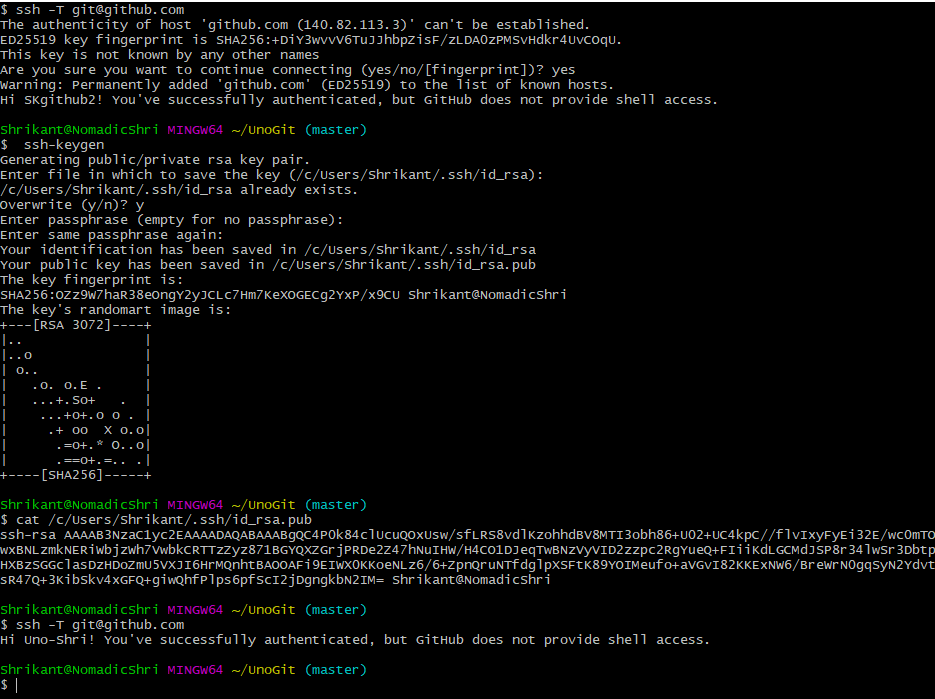 $ ssh -T git@github.com
The authenticity of host 'github.com (140.82.113.3)' can't be established.
ED25519 key fingerprint is SHA256:+DiY3wvvV6TuJJhbpZisF/zLDA0zPMSvHdkr4UvCOqU.
This key is not known by any other names
Are you sure you want to continue connecting (yes/no/[fingerprint])? yes
Warning: Permanently added 'github.com' (ED25519) to the list of known hosts.
Hi SKgithub2! You've successfully authenticated, but GitHub does not provide shell access.
Shrikant@NomadicShri MINGW64 ~/UnoGit (master)
$  ssh-keygen
Generating public/private rsa key pair.
Enter file in which to save the key (/c/Users/Shrikant/.ssh/id_rsa):
/c/Users/Shrikant/.ssh/id_rsa already exists.
Overwrite (y/n)? y
Enter passphrase (empty for no passphrase):
Enter same passphrase again:
Your identification has been saved in /c/Users/Shrikant/.ssh/id_rsa
Your public key has been saved in /c/Users/Shrikant/.ssh/id_rsa.pub
The key fingerprint is:
SHA256:OZz9W7haR38eOngY2yJCLc7Hm7KeXOGECg2YxP/x9CU Shrikant@NomadicShri
The key's randomart image is:
+---[RSA 3072]----+
|..               |
|..o              |
| o..             |
|   .o. o.E .     |
|   ...+.So+   .  |
|    ...+o+.o o . |
|     .+ oo  X o.o|
|      .=o+.* O..o|
|      .==o+.=.. .|
+----[SHA256]-----+
Shrikant@NomadicShri MINGW64 ~/UnoGit (master)
$ cat /c/Users/Shrikant/.ssh/id_rsa.pub
ssh-rsa AAAAB3NzaC1yc2EAAAADAQABAAABgQC4P0k84clUcuQOxUsw/sfLRS8vdlKzohhdBV8MTI3obh86+U02+UC4kpC//flvIxyFyEi32E/wcOmTO
wxBNLzmkNERiWbjzWh7VwbkCRTTzZyz871BGYQXZGrjPRDe2Z47hNuIHW/H4CO1DJeqTwBNzVyVID2zzpc2RgYueQ+FIiiKdLGCMdJSP8r34lwSr3Dbtp
HXBzSGGclasDzHDoZmU5VXJI6HrMQnhtBAOOAFi9EIWX0KKoeNLz6/6+ZpnQruNTfdglpXSFtK89YOIMeufo+aVGvI82KKExNW6/BreWrN0gqSyN2Ydvt
sR47Q+3KibSkv4xGFQ+giwQhfPlps6pfScI2jDgngkbN2IM= Shrikant@NomadicShri
Shrikant@NomadicShri MINGW64 ~/UnoGit (master)
$ ssh -T git@github.com
Hi Uno-Shri! You've successfully authenticated, but GitHub does not provide shell access.
Shrikant@NomadicShri MINGW64 ~/UnoGit (master)
$